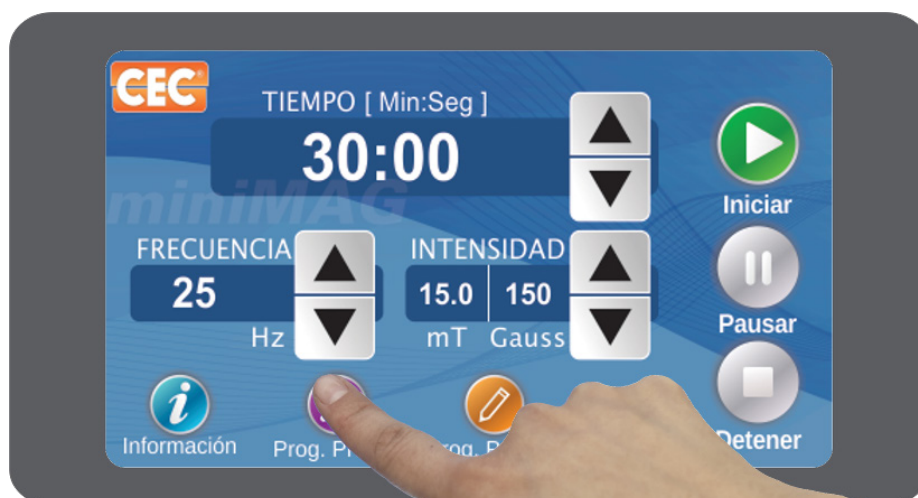 CEC®
TIEMPO [ Min:Seg ]
30:00
miniMAG
Iniciar
FRECUENCIA
25
Hz
INTENSIDAD
15.0 150
mT Gauss
Pausar
Información
Prog.
Detener